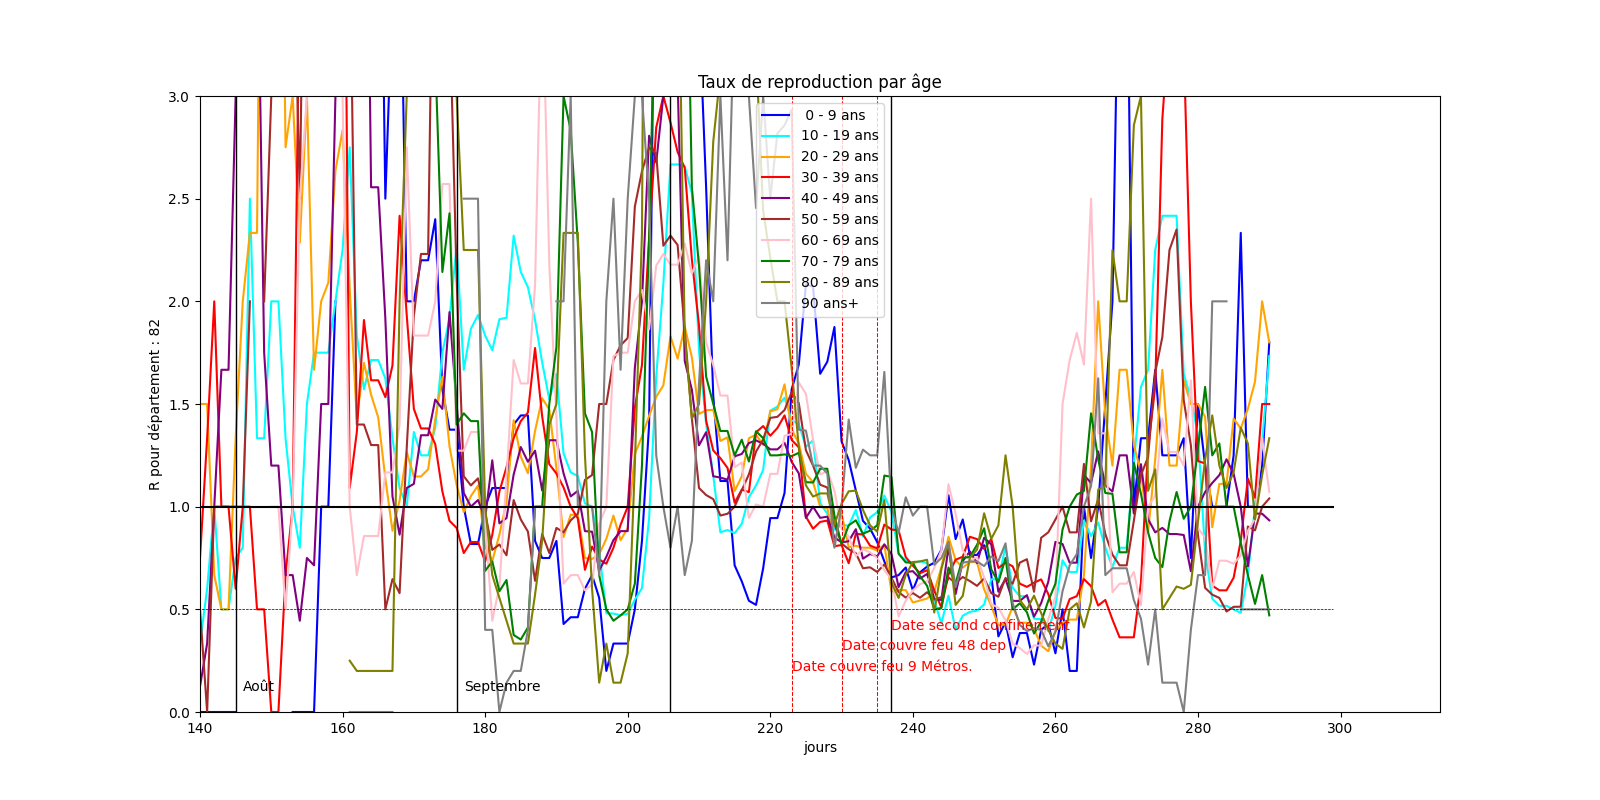 Taux de reproduction par âge
3.0
2.5
2.0
1.5
1.0
0.5
0.0
R pour département : 82
0 - 9 ans
10 - 19 ans
20 - 29 ans
30 - 39 ans
40 - 49 ans
50 - 59 ans
60 - 69 ans
70 - 79 ans
80 - 89 ans
90 ans+
Date second confinement
Date couvre feu 48 dep
Date couvre feu 9 Métros.
Août
Septembre
140 160 180 200 220 240 260 280 300
jours